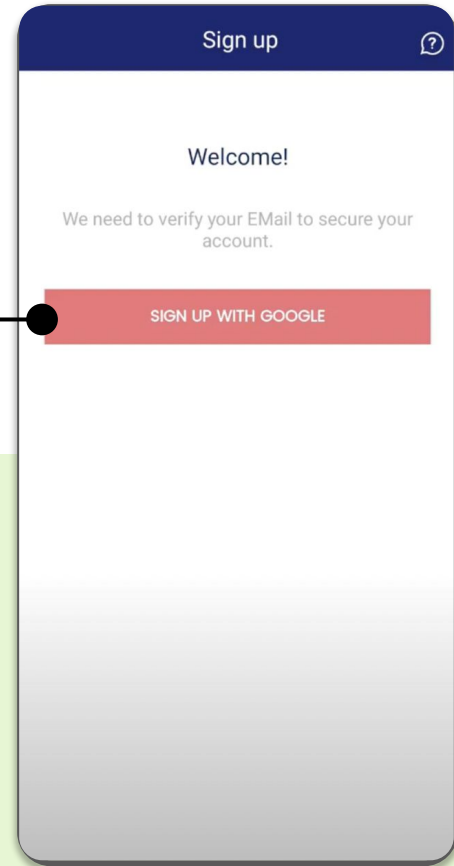 Sign up
Welcome!
We need to verify your EMail to secure your
account.
SIGN UP WITH GOOGLE